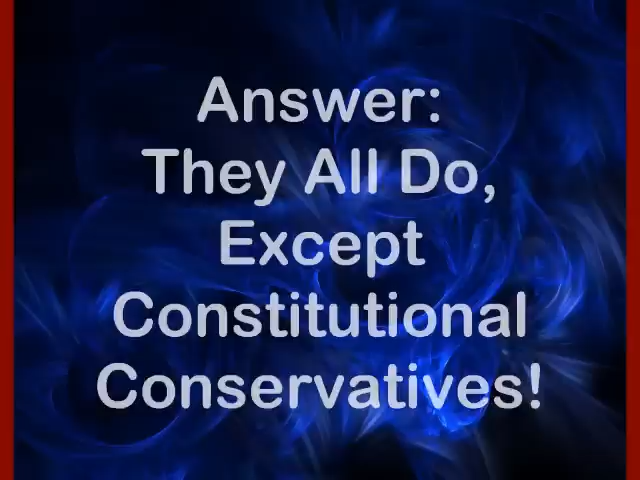 Answer:
They All Do,
Except
Constitutional
Conservatives!